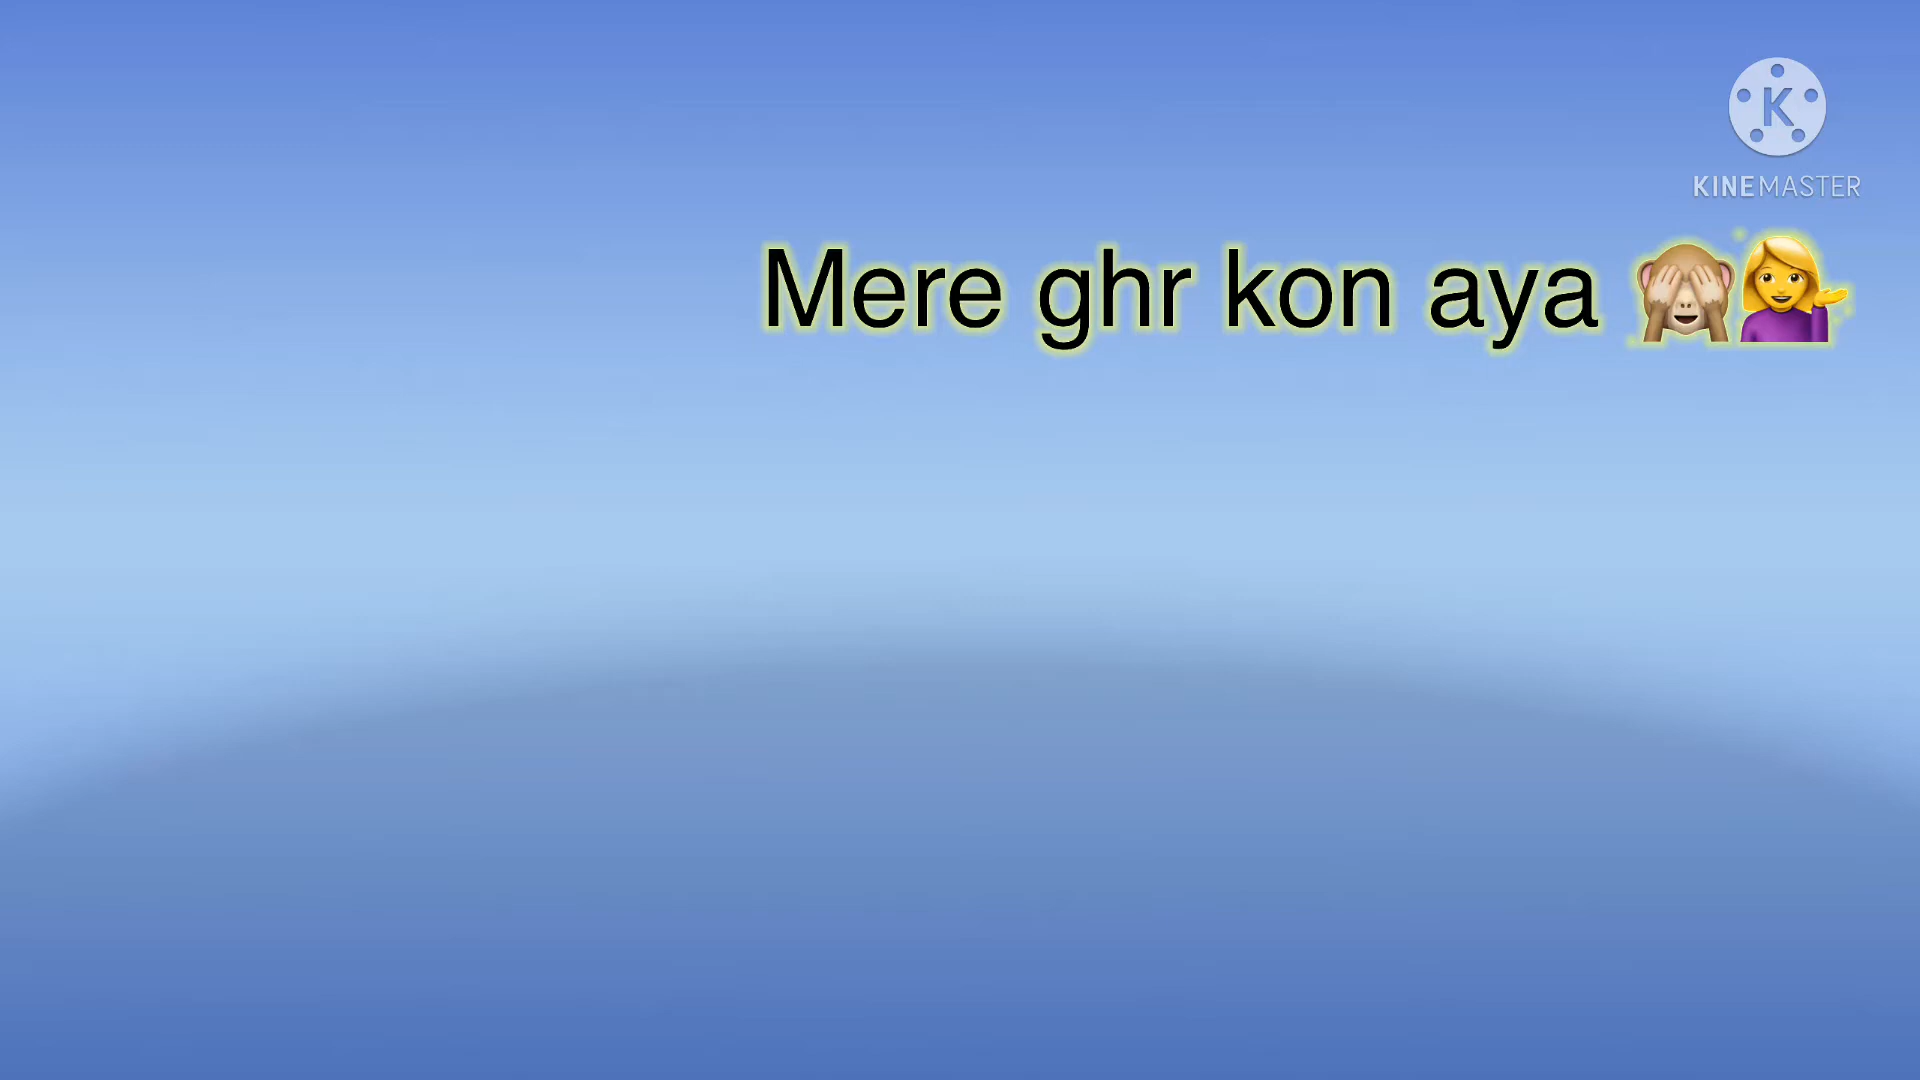 K
KINEMASTER
Mere ghr kon aya 🙈💁‍♀️